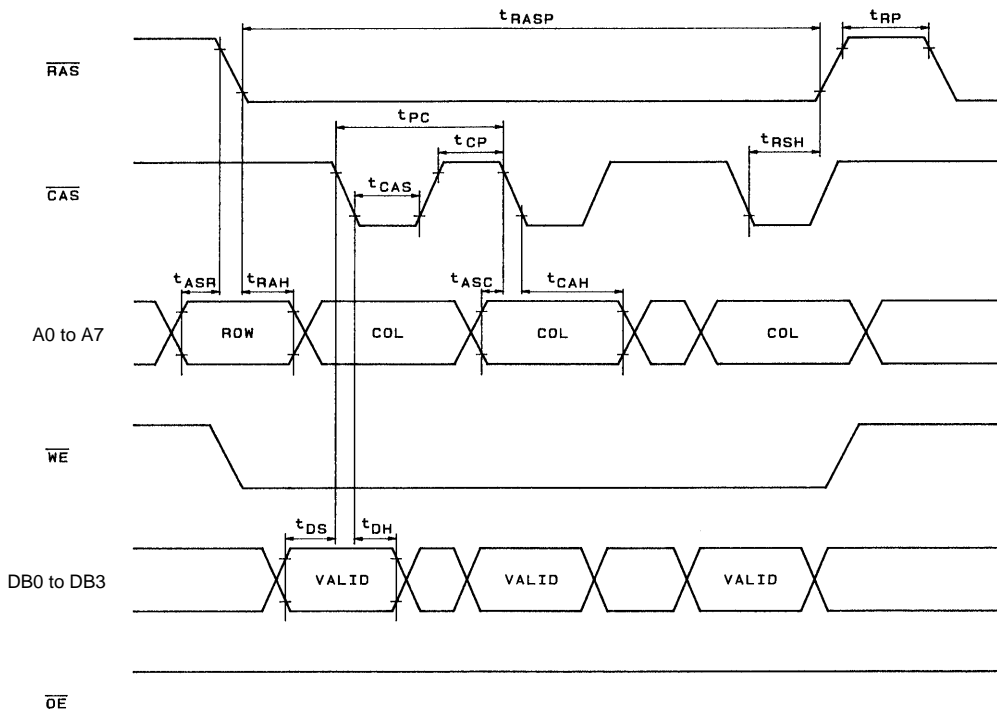 tRASP
tRP
RAS
tPC
tCP
tRSH
CAS
tCAS
tASR
tRAH
tASC
tCAH
A0 to A7
ROW
COL
COL
COL
WE
tDS
tDH
DB0 to DB3
VALID
VALID
VALID
OE